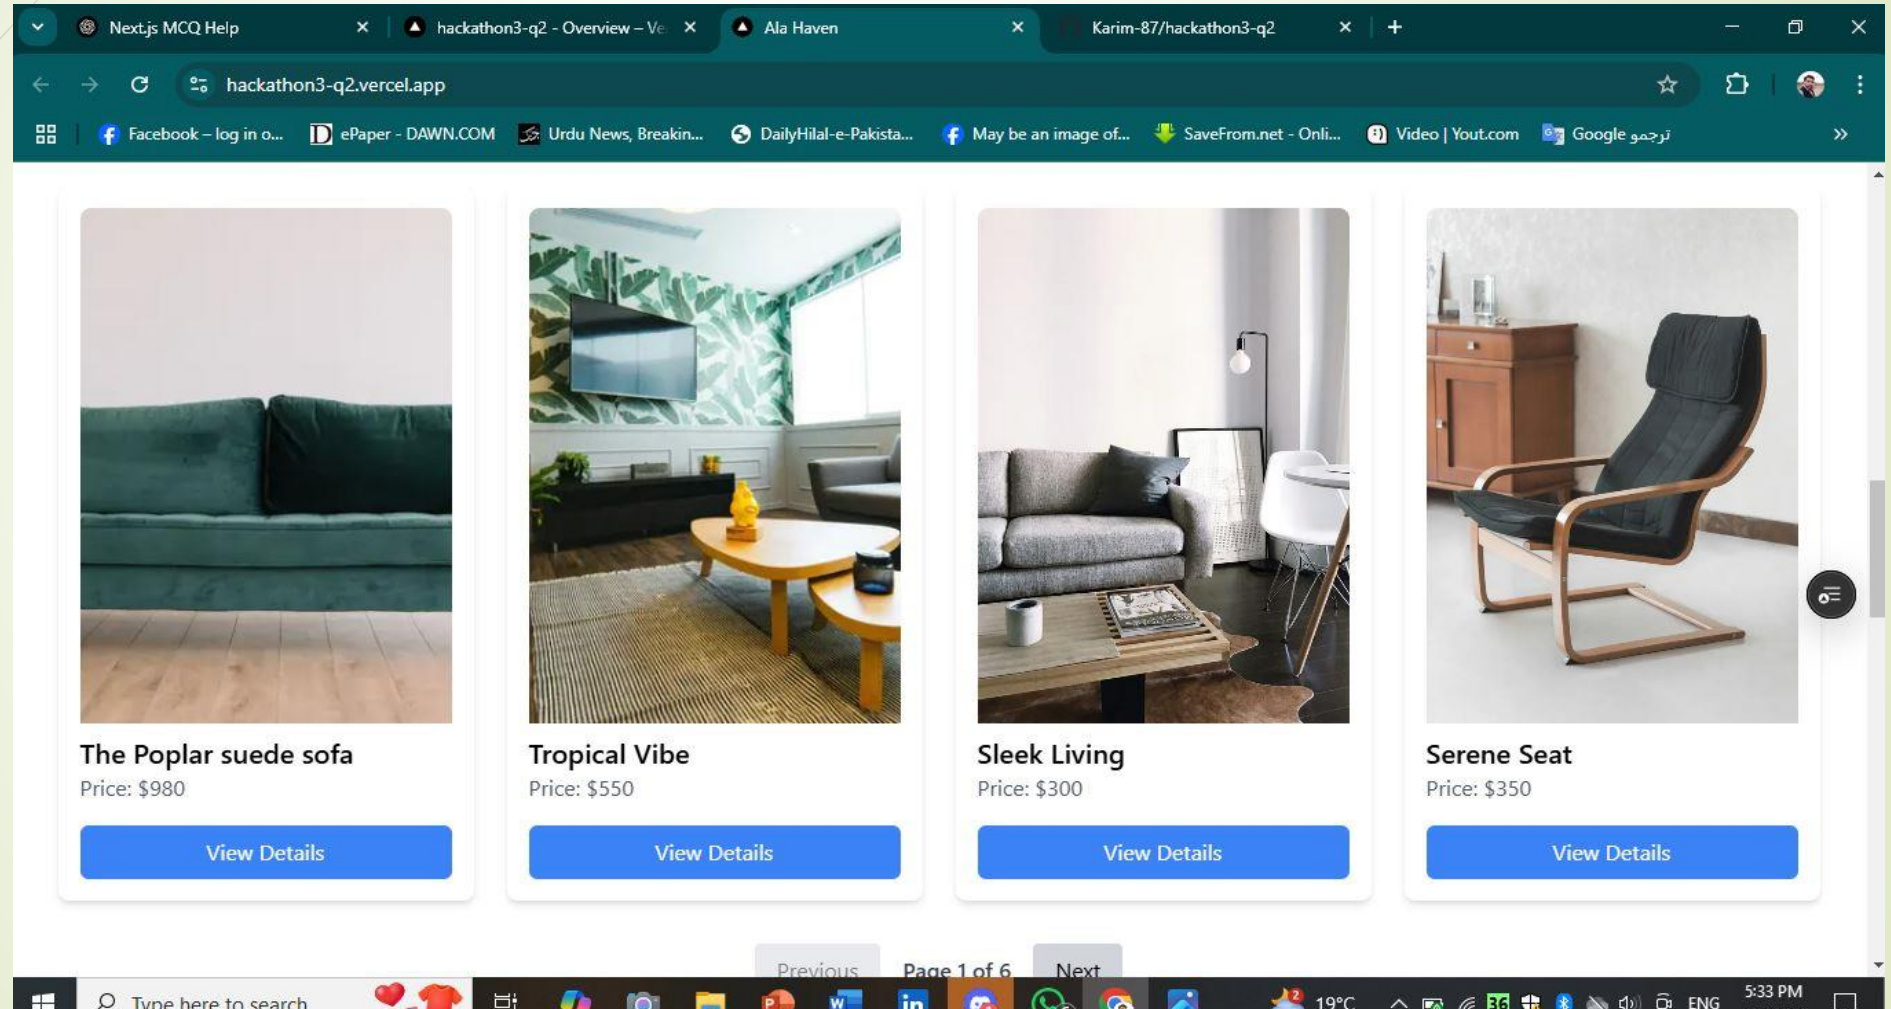 Next.js MCQ Help
hackathon3-q2 - Overview – Ve
Ala Haven
Karim-87/hackathon3-q2
hackathon3-q2.vercel.app
Facebook – log in o...
ePaper - DAWN.COM
Urdu News, Breakin...
DailyHilal-e-Pakista...
May be an image of...
SaveFrom.net - Onli...
Video | Yout.com
Google ترجمو
The Poplar suede sofa
Price: $980
View Details
Tropical Vibe
Price: $550
View Details
Sleek Living
Price: $300
View Details
Serene Seat
Price: $350
View Details
Previous Page 1 of 6 Next
Type here to search
2
19°C
36
ENG
5:33 PM